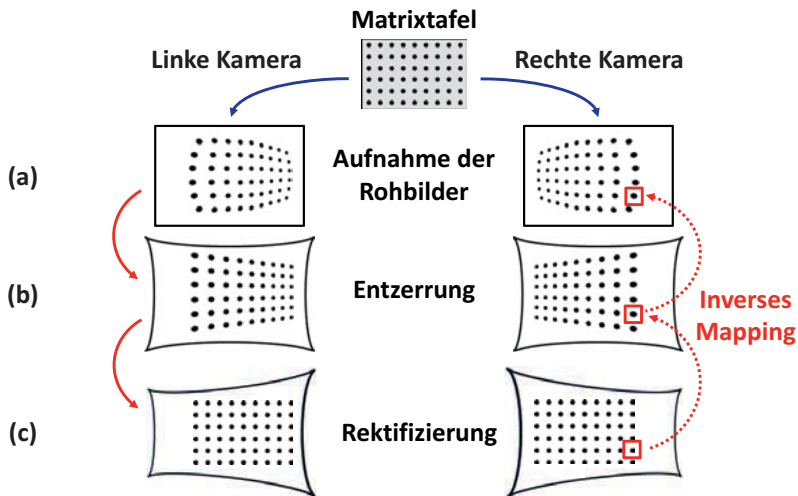 Matrixtafel
Linke Kamera
Rechte Kamera
(a)
Aufnahme der
Rohbilder
(b)
Entzerrung
Inverses
Mapping
(c)
Rektifizierung